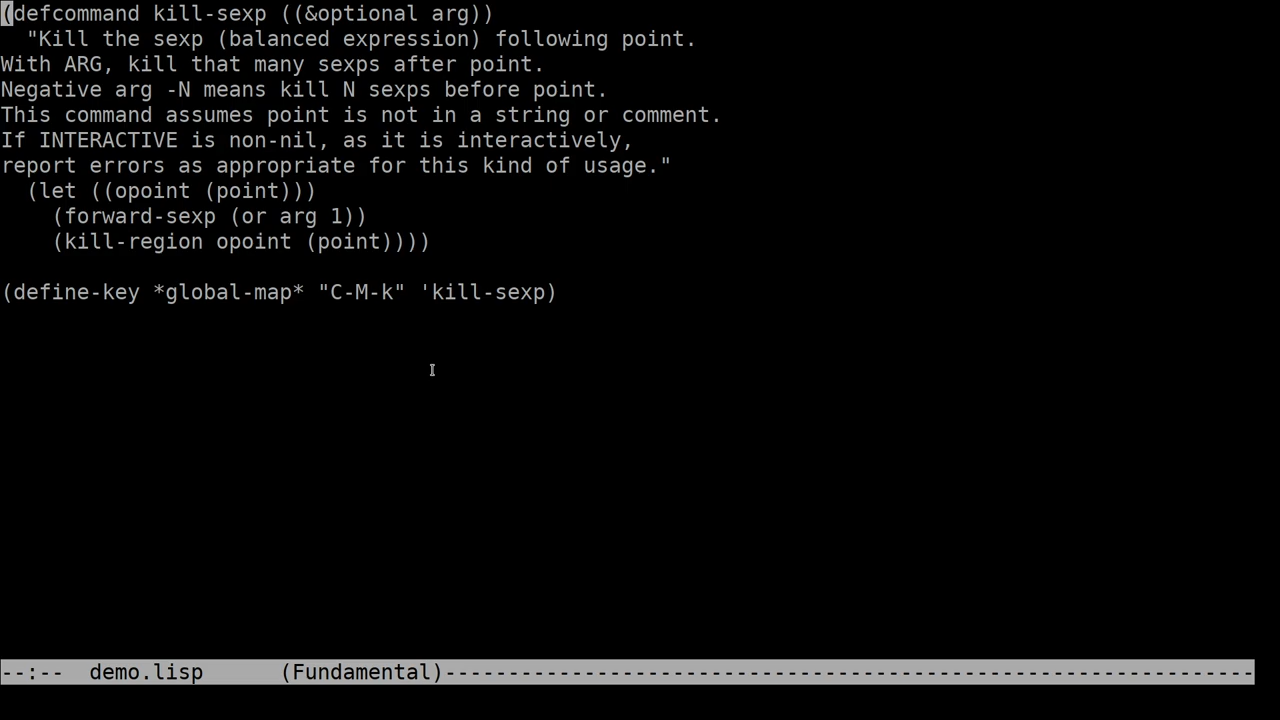 (defcommand kill-sexp ((&optional arg))
  "Kill the sexp (balanced expression) following point.
With ARG, kill that many sexps after point.
Negative arg -N means kill N sexps before point.
This command assumes point is not in a string or comment.
If INTERACTIVE is non-nil, as it is interactively,
report errors as appropriate for this kind of usage."
  (let ((opoint (point)))
    (forward-sexp (or arg 1))
    (kill-region opoint (point))))

(define-key *global-map* "C-M-k" 'kill-sexp)
--:--  demo.lisp      (Fundamental)----------------------------------------------------------------